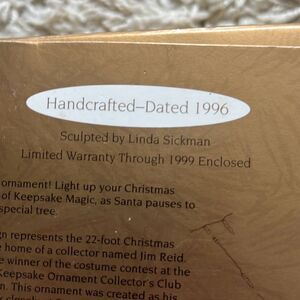 Handcrafted–Dated 1996
Sculpted by Linda Sickman
Limited Warranty Through 1999 Enclosed
ornament! Light up your Christmas
of Keepsake Magic, as Santa pauses to
special tree.
gn represents the 22-foot Christmas
e home of a collector named Jim Reid.
e winner of the costume contest at the
Keepsake Ornament Collector's Club
n. This ornament was created as his